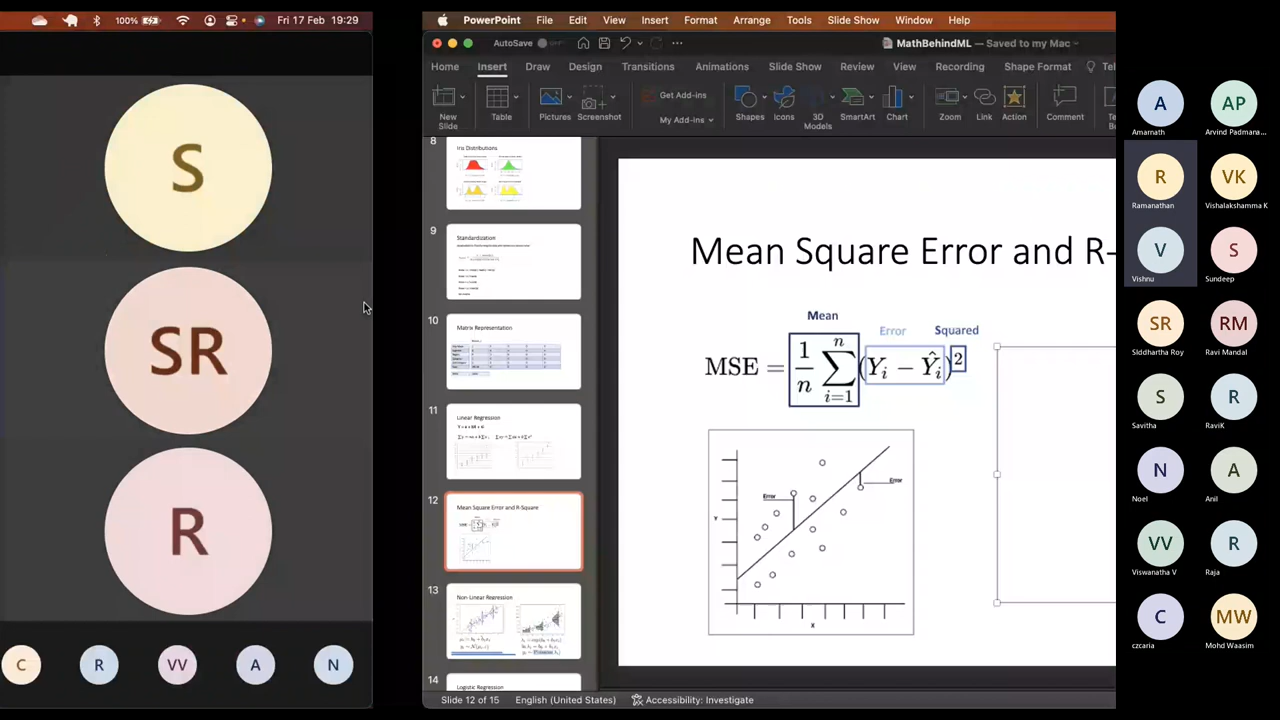 100%
Fri 17 Feb 19:29
S
SR
R
C
R
VV
A
N
PowerPoint File Edit View Insert Format Arrange Tools Slide Show Window Help
AutoSave OFF
MathBehindML — Saved to my Mac
Home Insert Draw Design Transitions Animations Slide Show Review View Recording Shape Format Tel
New Slide
Table
Pictures
Screenshot
Get Add-ins
My Add-ins
Shapes
Icons
3D Models
SmartArt
Chart
Zoom
Link
Action
Comment
8
Iris Distributions
9
Standardization
10
Matrix Representation
11
Linear Regression
12
Mean Square Error and R-Square
13
Non-Linear Regression
14
Logistic Regression
Mean Square Error and R-
Mean
Error
Squared
MSE = 1/n ∑ n i=1 (Yᵢ − Ŷᵢ)²
Error
Error
Y
X
Slide 12 of 15
English (United States)
Accessibility: Investigate
A
Amarnath
AP
Arvind Padmana...
R
Ramanathan
VK
Vishalakshamma K
V
Vishnu
S
Sundeep
SR
SIddhartha Roy
RM
Ravi Mandal
S
Savitha
R
RaviK
N
Noel
A
Anil
VV
Viswanatha V
R
Raja
C
czcaria
MW
Mohd Waasim